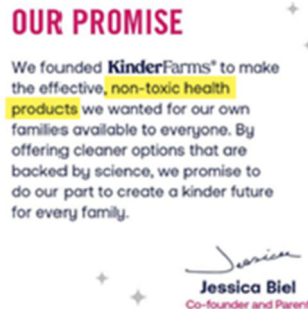 OUR PROMISE
We founded KinderFarms® to make
the effective, non-toxic health
products we wanted for our own
families available to everyone. By
offering cleaner options that are
backed by science, we promise to
do our part to create a kinder future
for every family.
Jessica
Jessica Biel
Co-founder and Parent